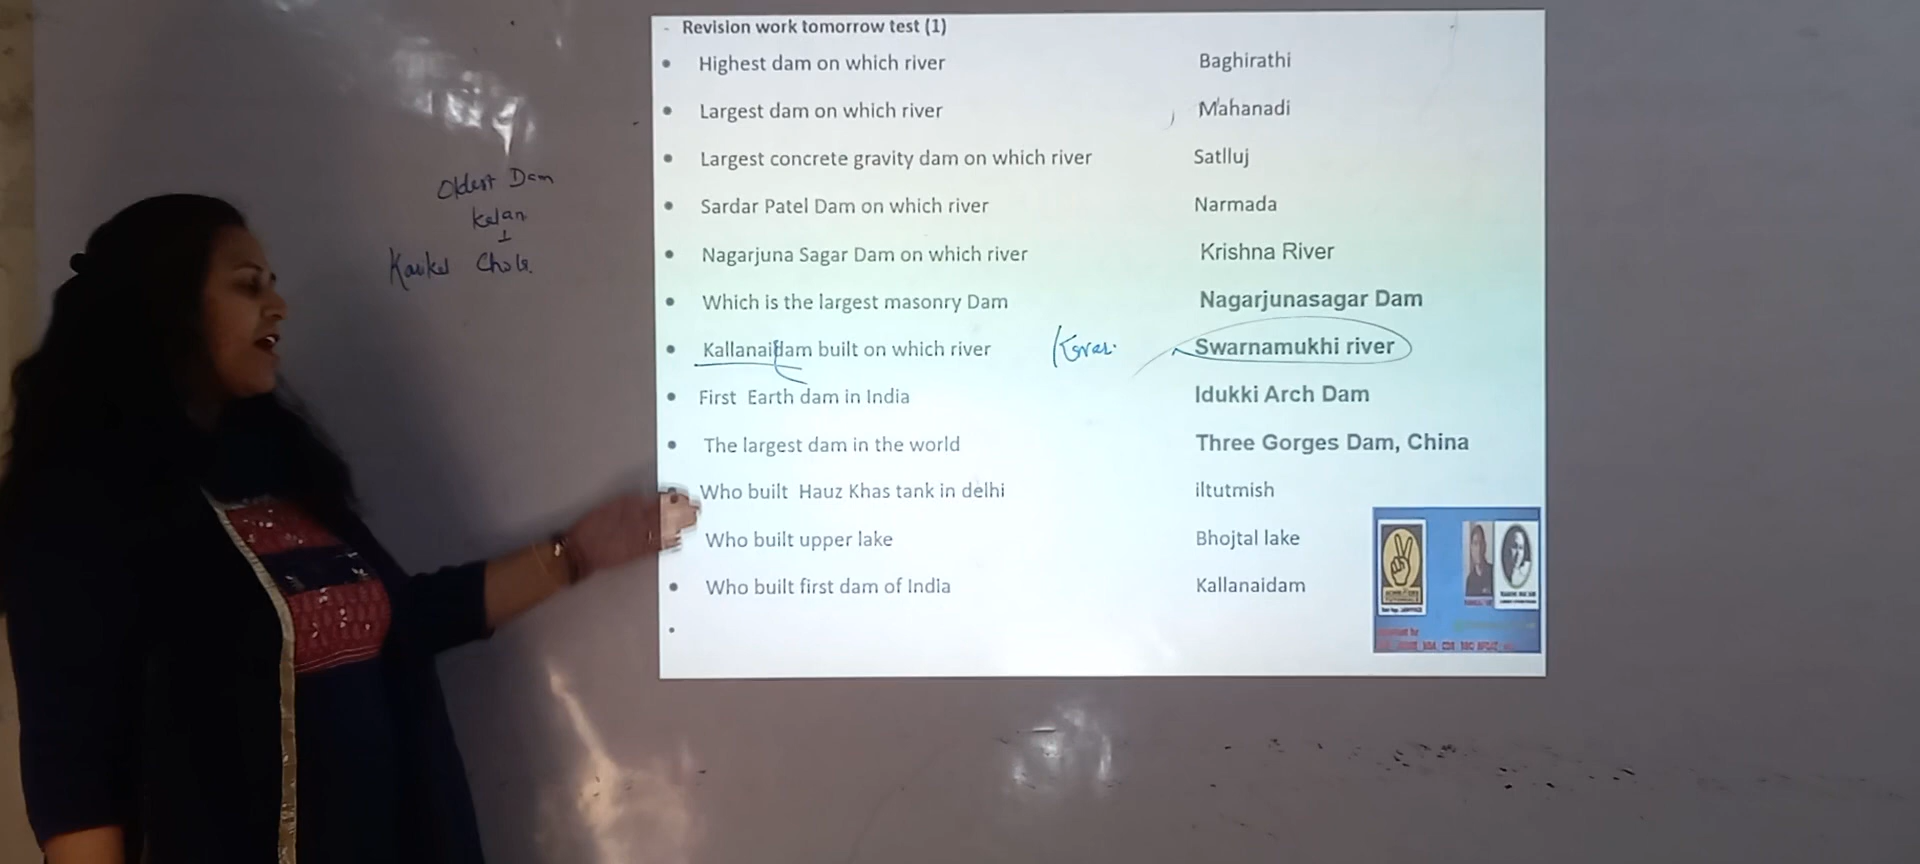 Oldest Dam
Kalan
Chola
- Revision work tomorrow test (1)
• Highest dam on which river Baghirathi
• Largest dam on which river Mahanadi
• Largest concrete gravity dam on which river Satlluj
• Sardar Patel Dam on which river Narmada
• Nagarjuna Sagar Dam on which river Krishna River
• Which is the largest masonry Dam Nagarjunasagar Dam
• Kallanaidam built on which river Swarnamukhi river
• First Earth dam in India Idukki Arch Dam
• The largest dam in the world Three Gorges Dam, China
• Who built Hauz Khas tank in delhi iltutmish
Who built upper lake Bhojtal lake
• Who built first dam of India Kallanaidam
•